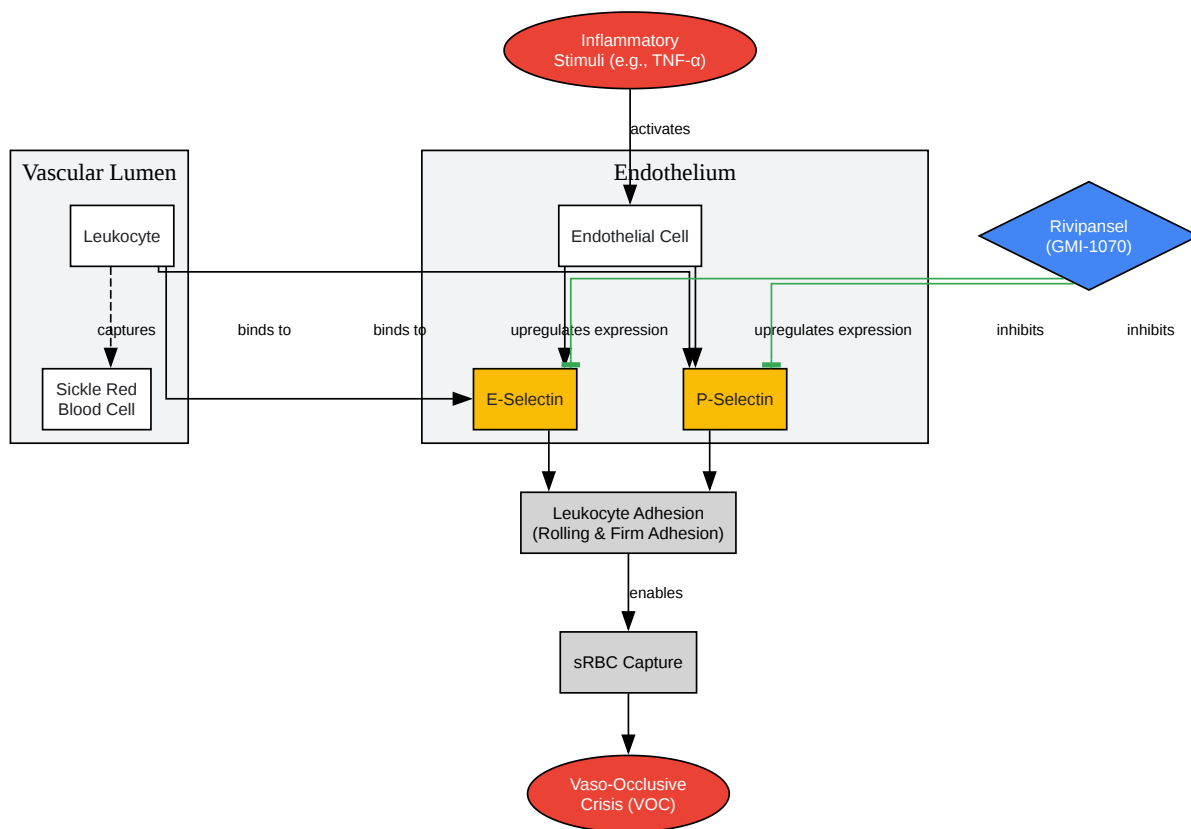 Inflammatory
Stimuli (e.g., TNF-α)
activates
Vascular Lumen
Endothelium
Leukocyte
Endothelial Cell
Rivipansel
(GMI-1070)
captures
binds to
binds to
upregulates expression
upregulates expression
inhibits
inhibits
Sickle Red
Blood Cell
E-Selectin
P-Selectin
Leukocyte Adhesion
(Rolling & Firm Adhesion)
enables
sRBC Capture
Vaso-Occlusive
Crisis (VOC)